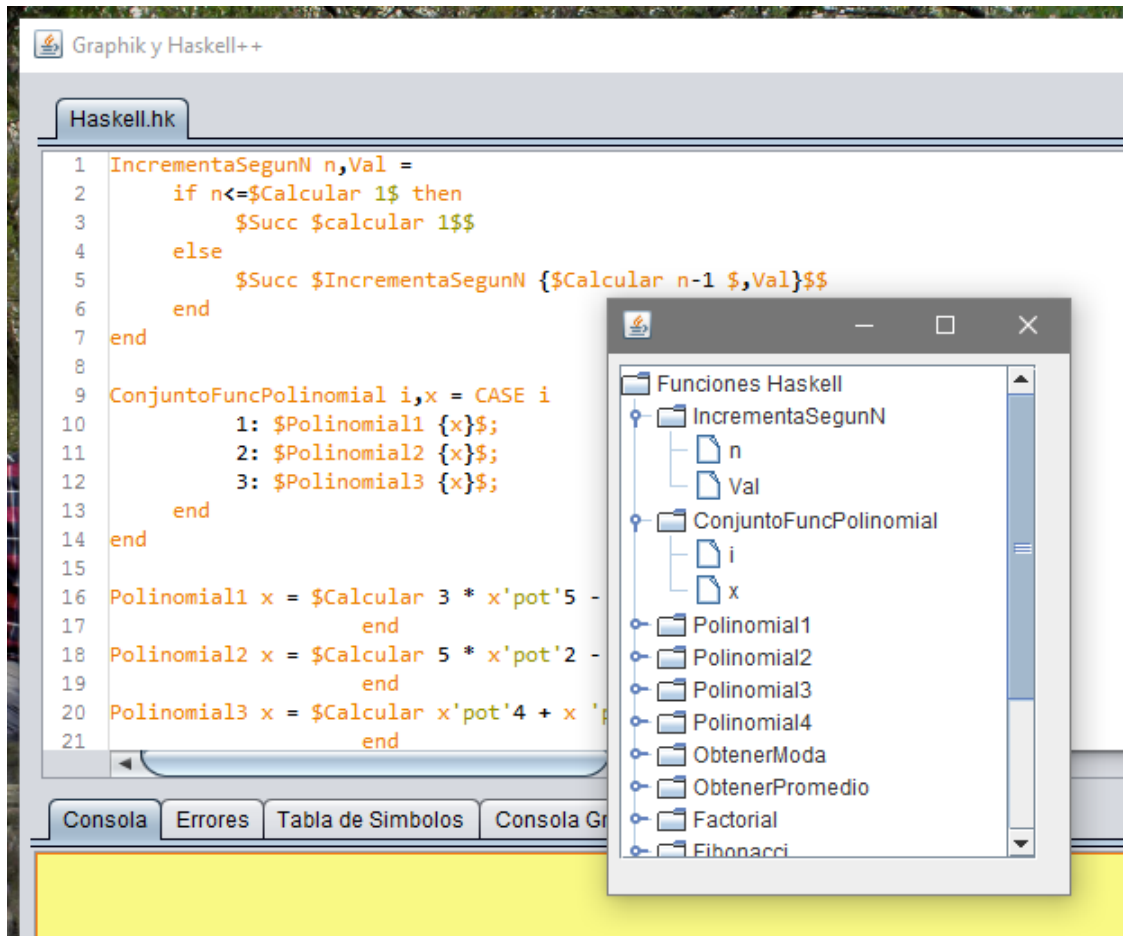 Graphik y Haskell++
Haskell.hk
1 IncrementaSegunN n,Val =
2 if n<=$Calcular 1$ then
3 $Succ $calcular 1$$
4 else
5 $Succ $IncrementaSegunN {$Calcular n-1 $,Val}$$
6 end
7 end
8
9 ConjuntoFuncPolinomial i,x = CASE i
10 1: $Polinomial1 {x}$;
11 2: $Polinomial2 {x}$;
12 3: $Polinomial3 {x}$;
13 end
14 end
15
16 Polinomial1 x = $Calcular 3 * x'pot'5 -
17 end
18 Polinomial2 x = $Calcular 5 * x'pot'2 -
19 end
20 Polinomial3 x = $Calcular x'pot'4 + x
21 end
Funciones Haskell
IncrementaSegunN
n
Val
ConjuntoFuncPolinomial
i
x
Polinomial1
Polinomial2
Polinomial3
Polinomial4
ObtenerModa
ObtenerPromedio
Factorial
Fibonacci
Consola Errores Tabla de Simbolos Consola